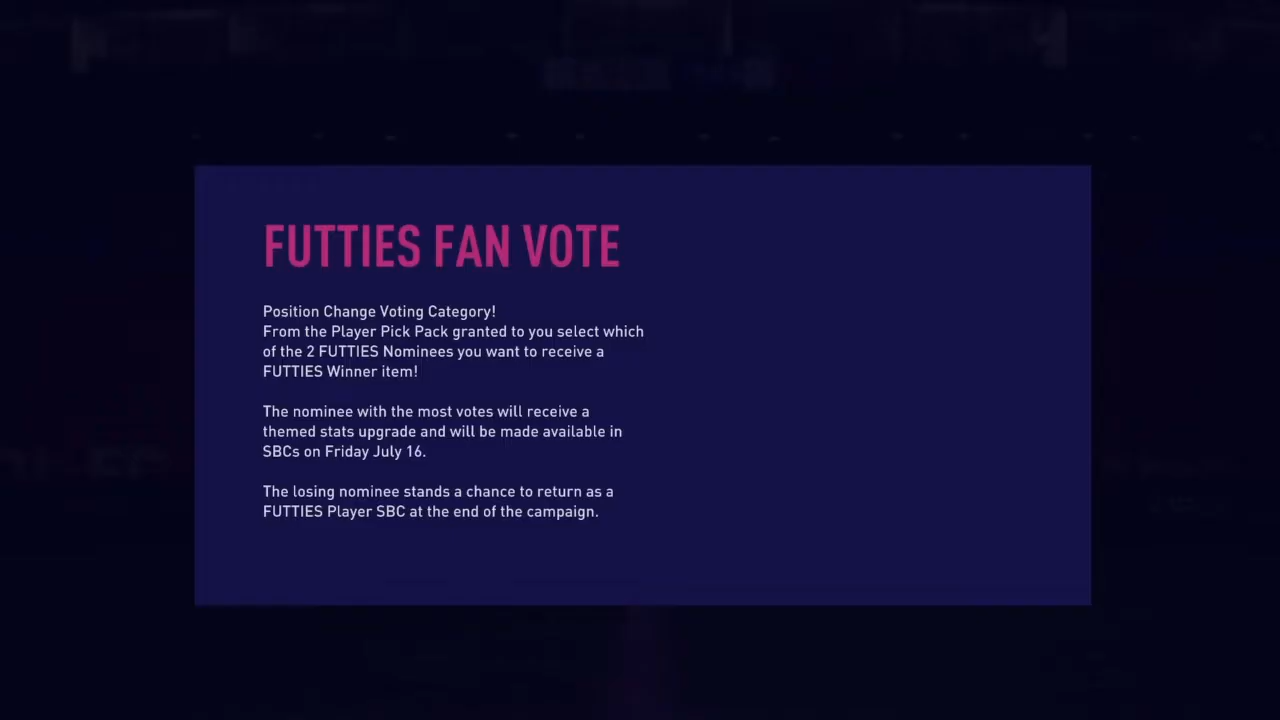 FUTTIES FAN VOTE
Position Change Voting Category!
From the Player Pick Pack granted to you select which
of the 2 FUTTIES Nominees you want to receive a
FUTTIES Winner item!
The nominee with the most votes will receive a
themed stats upgrade and will be made available in
SBCs on Friday July 16.
The losing nominee stands a chance to return as a
FUTTIES Player SBC at the end of the campaign.